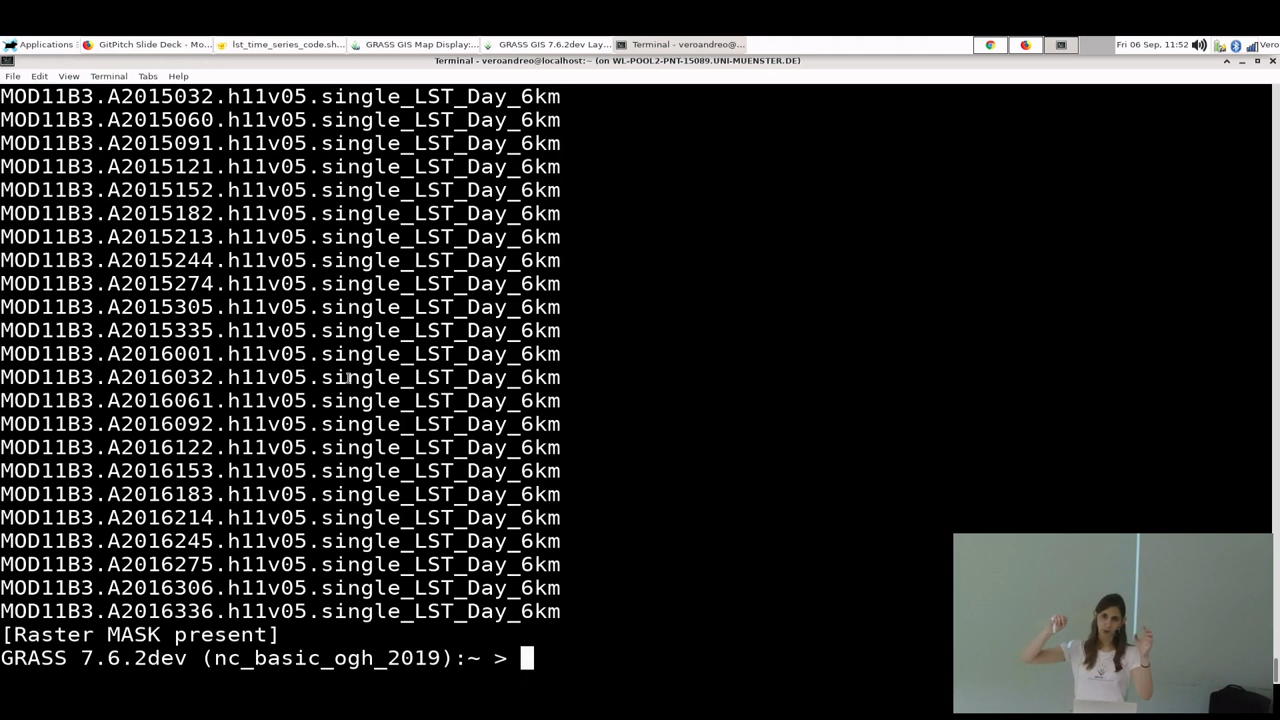 Applications
GitPitch Slide Deck - Mo...
lst_time_series_code.sh...
GRASS GIS Map Display:...
GRASS GIS 7.6.2dev Lay...
Terminal - veroandreo@...
Fri 06 Sep, 11:52
Vero
Terminal - veroandreo@localhost:~ (on WL-POOL2-PNT-15089.UNI-MUENSTER.DE)
File Edit View Terminal Tabs Help
MOD11B3.A2015032.h11v05.single_LST_Day_6km
MOD11B3.A2015060.h11v05.single_LST_Day_6km
MOD11B3.A2015091.h11v05.single_LST_Day_6km
MOD11B3.A2015121.h11v05.single_LST_Day_6km
MOD11B3.A2015152.h11v05.single_LST_Day_6km
MOD11B3.A2015182.h11v05.single_LST_Day_6km
MOD11B3.A2015213.h11v05.single_LST_Day_6km
MOD11B3.A2015244.h11v05.single_LST_Day_6km
MOD11B3.A2015274.h11v05.single_LST_Day_6km
MOD11B3.A2015305.h11v05.single_LST_Day_6km
MOD11B3.A2015335.h11v05.single_LST_Day_6km
MOD11B3.A2016001.h11v05.single_LST_Day_6km
MOD11B3.A2016032.h11v05.single_LST_Day_6km
MOD11B3.A2016061.h11v05.single_LST_Day_6km
MOD11B3.A2016092.h11v05.single_LST_Day_6km
MOD11B3.A2016122.h11v05.single_LST_Day_6km
MOD11B3.A2016153.h11v05.single_LST_Day_6km
MOD11B3.A2016183.h11v05.single_LST_Day_6km
MOD11B3.A2016214.h11v05.single_LST_Day_6km
MOD11B3.A2016245.h11v05.single_LST_Day_6km
MOD11B3.A2016275.h11v05.single_LST_Day_6km
MOD11B3.A2016306.h11v05.single_LST_Day_6km
MOD11B3.A2016336.h11v05.single_LST_Day_6km
[Raster MASK present]
GRASS 7.6.2dev (nc_basic_ogh_2019):~ >